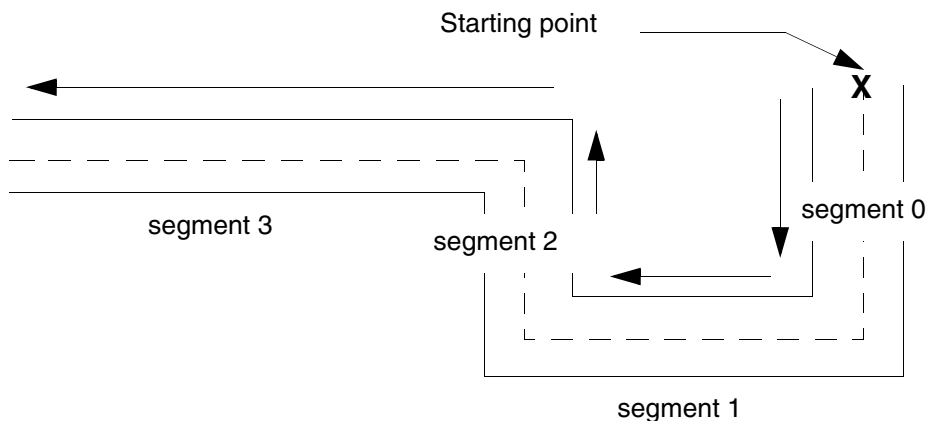 Starting point
X
segment 0
segment 3
segment 2
segment 1